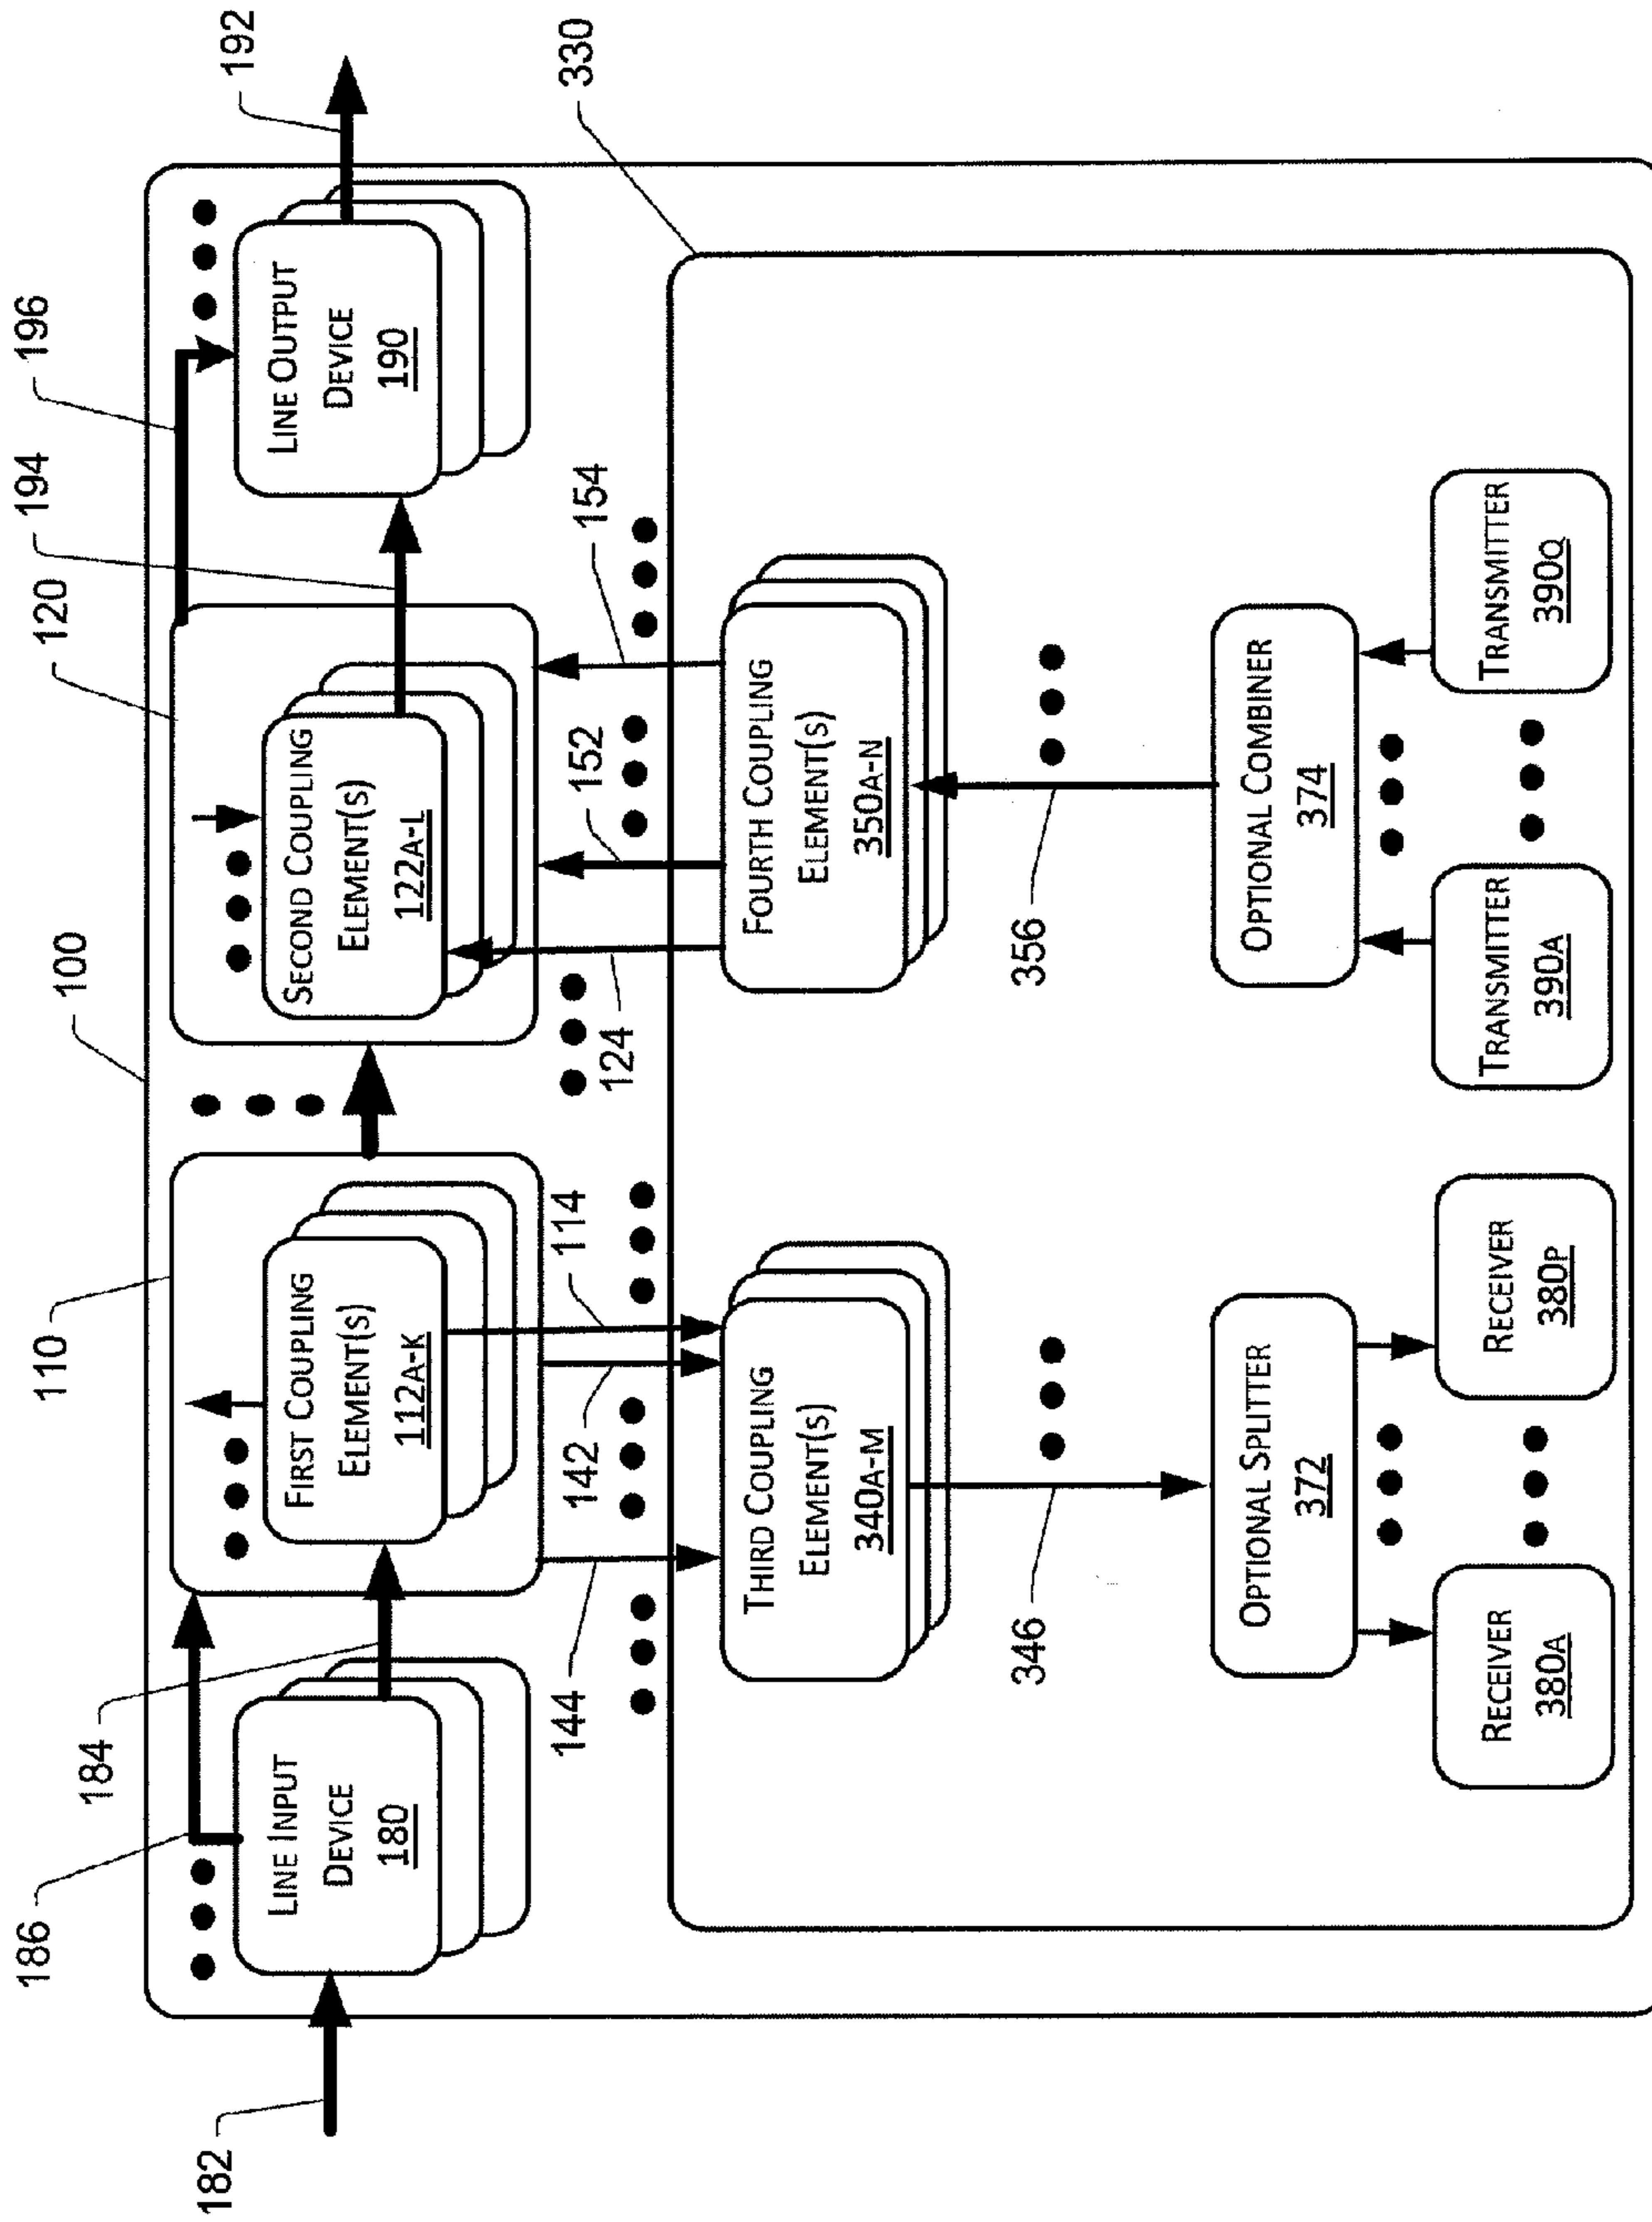 100
110
120
186
184
194
196
182
192
LINE INPUT
DEVICE
180
FIRST COUPLING
ELEMENT(S)
112A-K
SECOND COUPLING
ELEMENT(S)
122A-L
LINE OUTPUT
DEVICE
190
144
142
114
124
152
154
330
THIRD COUPLING
ELEMENT(S)
340A-M
FOURTH COUPLING
ELEMENT(S)
350A-N
346
356
OPTIONAL SPLITTER
372
OPTIONAL COMBINER
374
RECEIVER
380A
RECEIVER
380P
TRANSMITTER
390A
TRANSMITTER
390Q